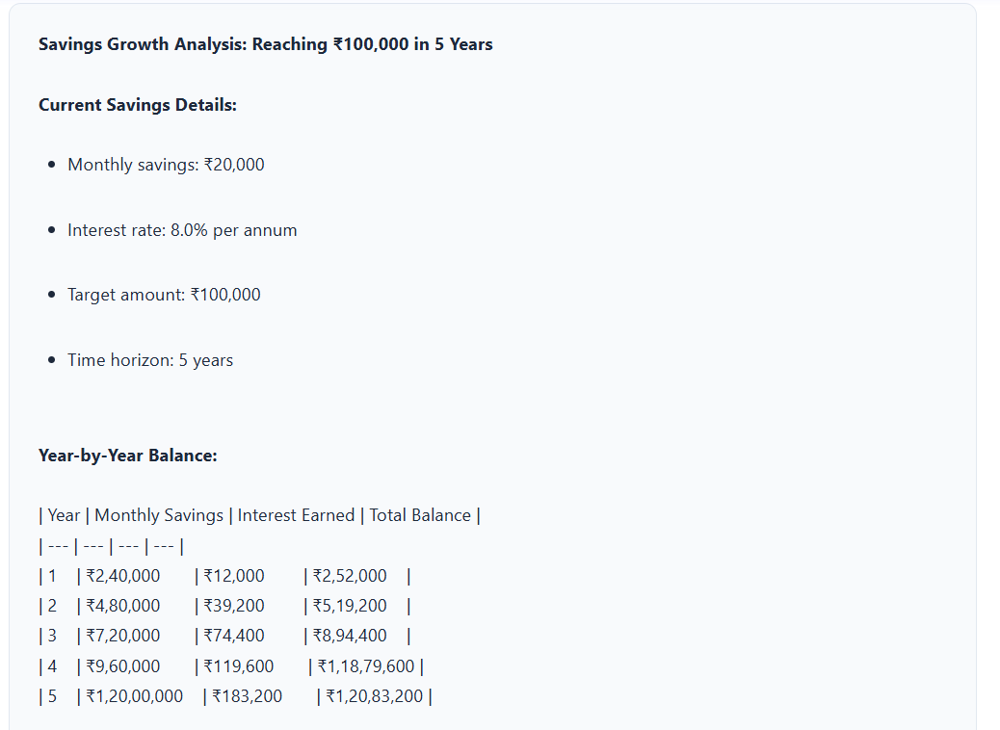 Savings Growth Analysis: Reaching ₹100,000 in 5 Years
Current Savings Details:
• Monthly savings: ₹20,000
• Interest rate: 8.0% per annum
• Target amount: ₹100,000
• Time horizon: 5 years
Year-by-Year Balance:
| Year | Monthly Savings | Interest Earned | Total Balance |
| --- | --- | --- | --- |
| 1 | ₹2,40,000 | ₹12,000 | ₹2,52,000 |
| 2 | ₹4,80,000 | ₹39,200 | ₹5,19,200 |
| 3 | ₹7,20,000 | ₹74,400 | ₹8,94,400 |
| 4 | ₹9,60,000 | ₹119,600 | ₹1,18,79,600 |
| 5 | ₹1,20,00,000 | ₹183,200 | ₹1,20,83,200 |